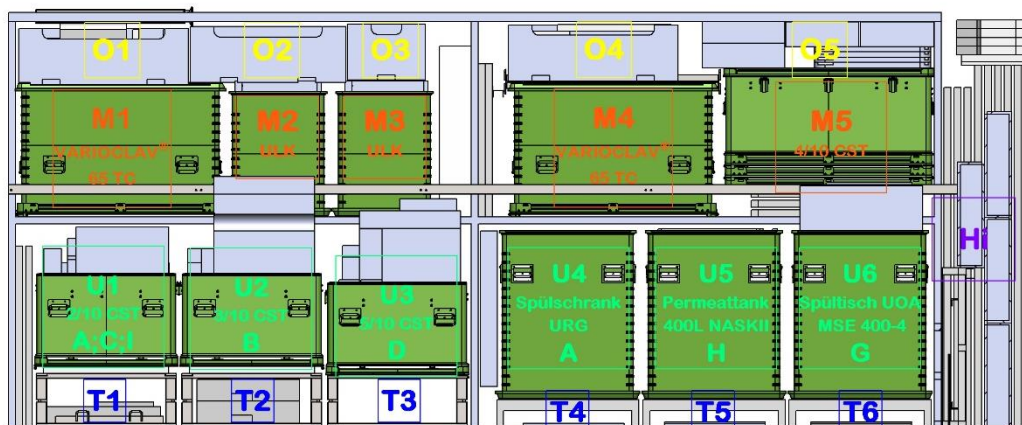 O1 O2 O3 O4 O5
M1 M2 M3 M4 M5
VARIOCLAV® ULK ULK VARIOCLAV® 4/10 CST
65 TC 65 TC
Hi
U1 U2 U3 U4 U5 U6
2/10 CST 3/10 CST 5/10 CST Spülschrank Permeattank Spültisch UOA
URG 400L NASKII MSE 400-4
A;C;I B D A H G
T1 T2 T3 T4 T5 T6